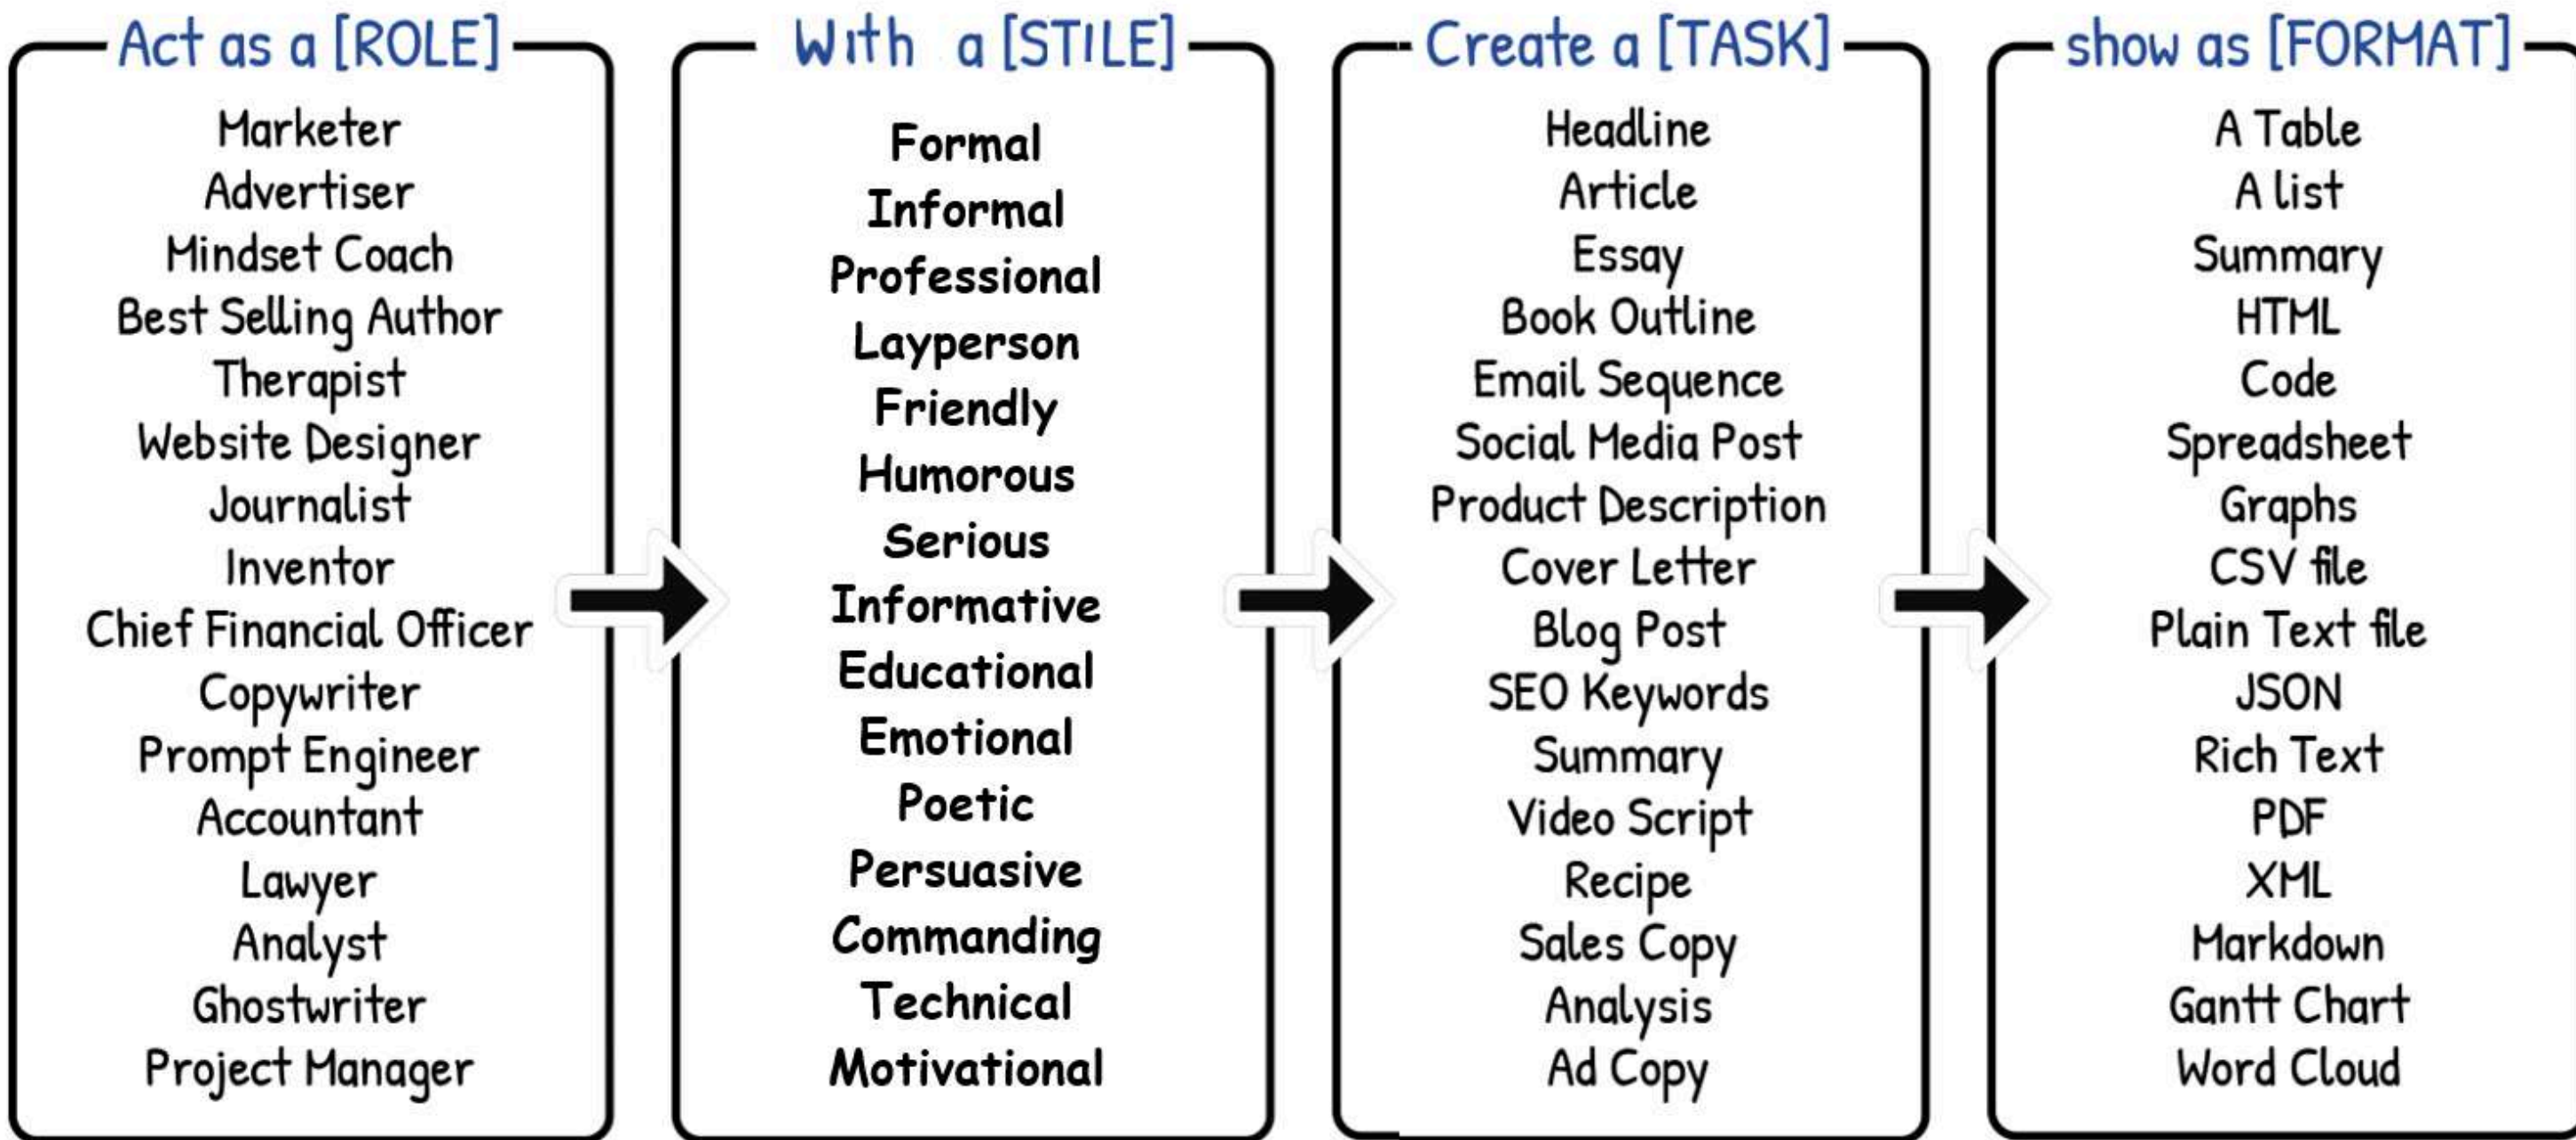 Act as a [ROLE]
Marketer
Advertiser
Mindset Coach
Best Selling Author
Therapist
Website Designer
Journalist
Inventor
Chief Financial Officer
Copywriter
Prompt Engineer
Accountant
Lawyer
Analyst
Ghostwriter
Project Manager
With a [STILE]
Formal
Informal
Professional
Layperson
Friendly
Humorous
Serious
Informative
Educational
Emotional
Poetic
Persuasive
Commanding
Technical
Motivational
Create a [TASK]
Headline
Article
Essay
Book Outline
Email Sequence
Social Media Post
Product Description
Cover Letter
Blog Post
SEO Keywords
Summary
Video Script
Recipe
Sales Copy
Analysis
Ad Copy
show as [FORMAT]
A Table
A list
Summary
HTML
Code
Spreadsheet
Graphs
CSV file
Plain Text file
JSON
Rich Text
PDF
XML
Markdown
Gantt Chart
Word Cloud